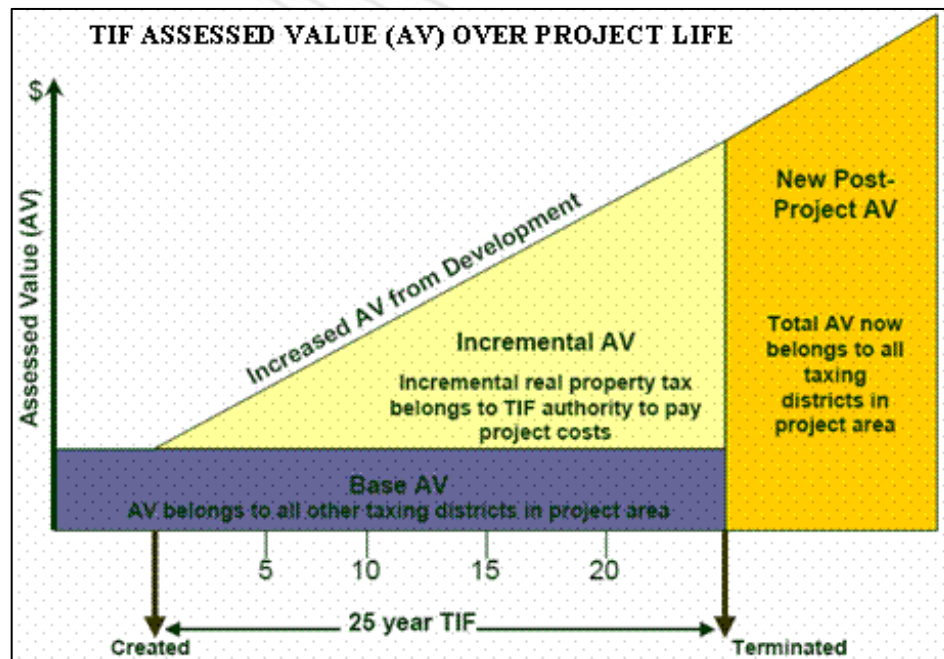 TIF ASSESSED VALUE (AV) OVER PROJECT LIFE
$
Assessed Value (AV)
Increased AV from Development
New Post-
Project AV
Incremental AV
Incremental real property tax
belongs to TIF authority to pay
project costs
Total AV now
belongs to all
taxing
districts in
project area
Base AV
AV belongs to all other taxing districts in project area
5
10
15
20
25 year TIF
Created
Terminated